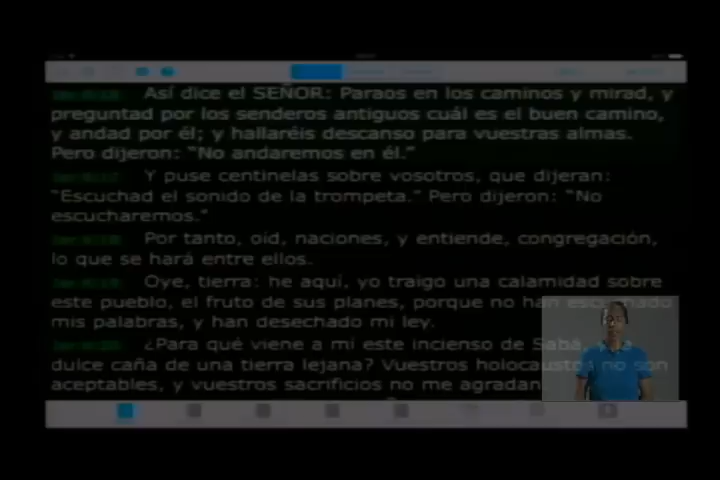 Así dice el SEÑOR: Paraos en los caminos y mirad, y
preguntad por los senderos antiguos cuál es el buen camino,
y andad por él; y hallaréis descanso para vuestras almas.
Pero dijeron: “No andaremos en él.”
Y puse centinelas sobre vosotros, que dijeran:
“Escuchad el sonido de la trompeta.” Pero dijeron: “No
escucharemos.”
Por tanto, oíd, naciones, y entiende, congregación,
lo que se hará entre ellos.
Oye, tierra: he aquí, yo traigo una calamidad sobre
este pueblo, el fruto de sus planes, porque no han escuchado
mis palabras, y han desechado mi ley.
¿Para qué viene a mí este incienso de Sabá,
dulce caña de una tierra lejana? Vuestros holocaustos no son
aceptables, y vuestros sacrificios no me agradan